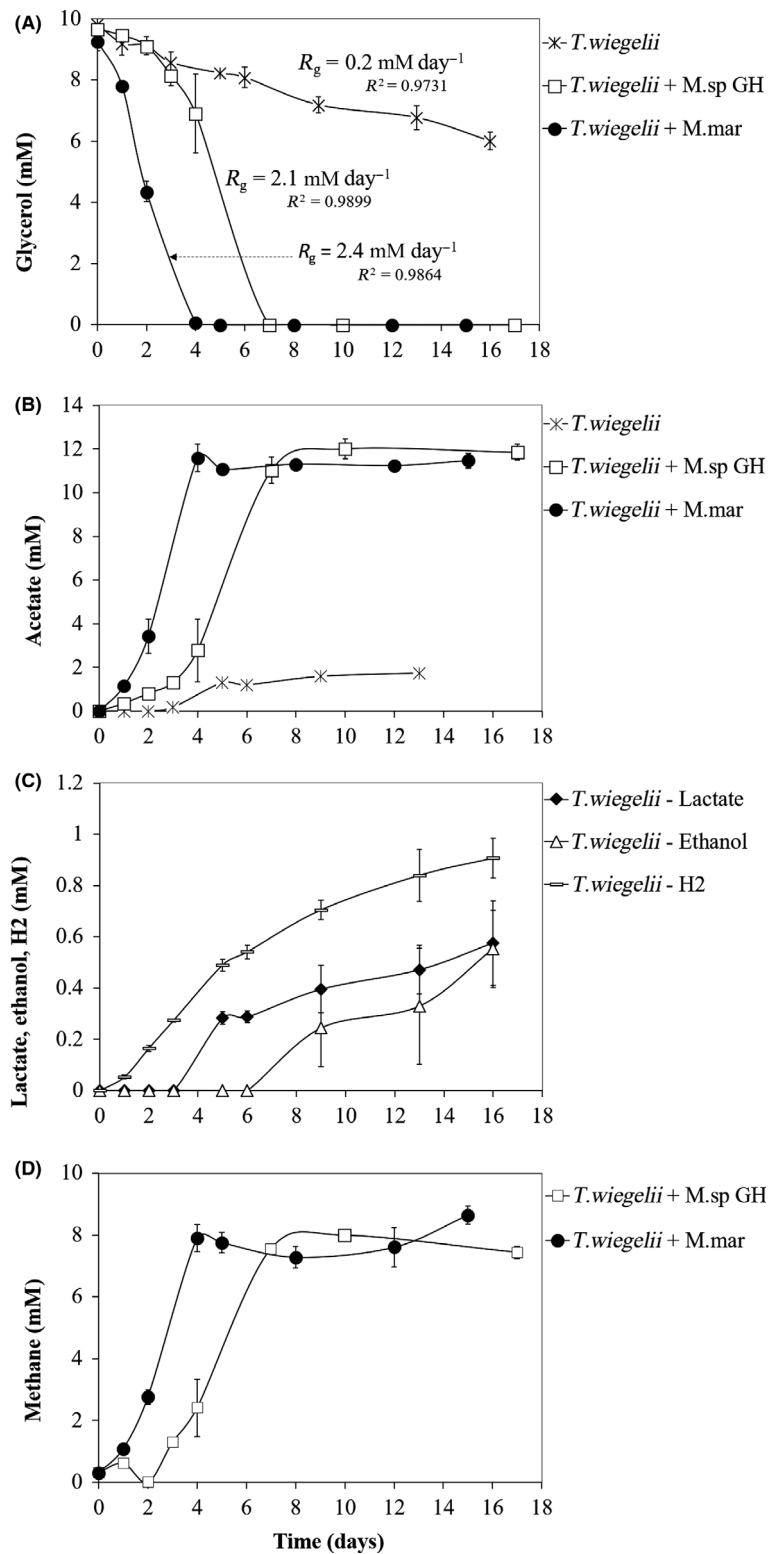 (A)
10
8
6
4
2
0
Glycerol (mM)
0 2 4 6 8 10 12 14 16 18
Rg = 0.2 mM day−1
R2 = 0.9731
Rg = 2.1 mM day−1
R2 = 0.9899
Rg = 2.4 mM day−1
R2 = 0.9864
T.wiegelii
T.wiegelii + M.sp GH
T.wiegelii + M.mar
(B)
14
12
10
8
6
4
2
0
Acetate (mM)
0 2 4 6 8 10 12 14 16 18
T.wiegelii
T.wiegelii + M.sp GH
T.wiegelii + M.mar
(C)
1.2
1
0.8
0.6
0.4
0.2
0
Lactate, ethanol, H2 (mM)
0 2 4 6 8 10 12 14 16 18
T.wiegelii - Lactate
T.wiegelii - Ethanol
T.wiegelii - H2
(D)
10
8
6
4
2
0
Methane (mM)
0 2 4 6 8 10 12 14 16 18
Time (days)
T.wiegelii + M.sp GH
T.wiegelii + M.mar